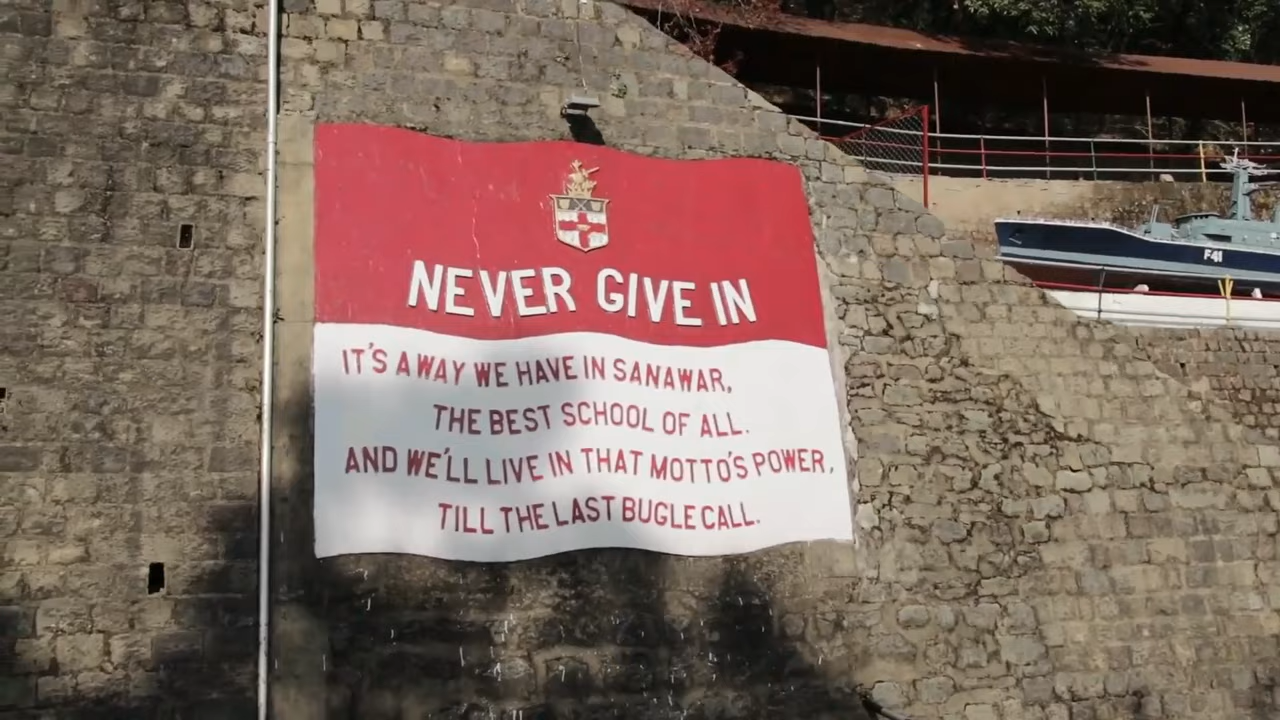 NEVER GIVE IN
IT'S A WAY WE HAVE IN SANAWAR,
THE BEST SCHOOL OF ALL.
AND WE'LL LIVE IN THAT MOTTO'S POWER,
TILL THE LAST BUGLE CALL.
F41